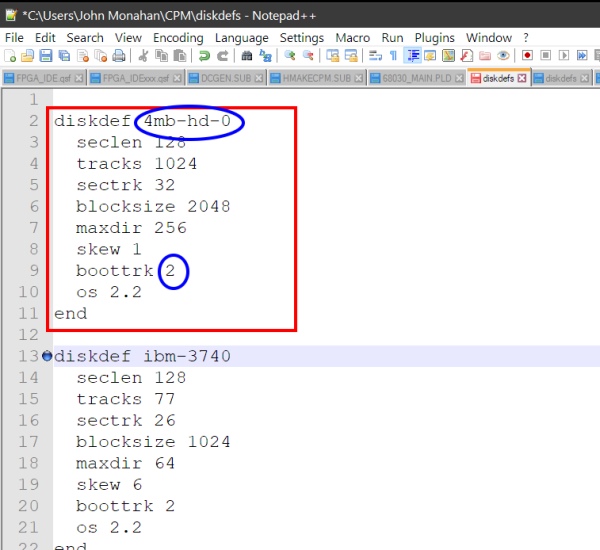 *C:\Users\John Monahan\CPM\diskdefs - Notepad++
File Edit Search View Encoding Language Settings Macro Run Plugins Window ?
FPGA_IDE.qsf FPGA_IDExxx.qsf DCGEN.SUB HMAKECPM.SUB 68030_MAIN.PLD diskdefs diskdefs
1
2 diskdef 4mb-hd-0
3 seclen 128
4 tracks 1024
5 sectrk 32
6 blocksize 2048
7 maxdir 256
8 skew 1
9 boottrk 2
10 os 2.2
11 end
12
13 diskdef ibm-3740
14 seclen 128
15 tracks 77
16 sectrk 26
17 blocksize 1024
18 maxdir 64
19 skew 6
20 boottrk 2
21 os 2.2
22 end